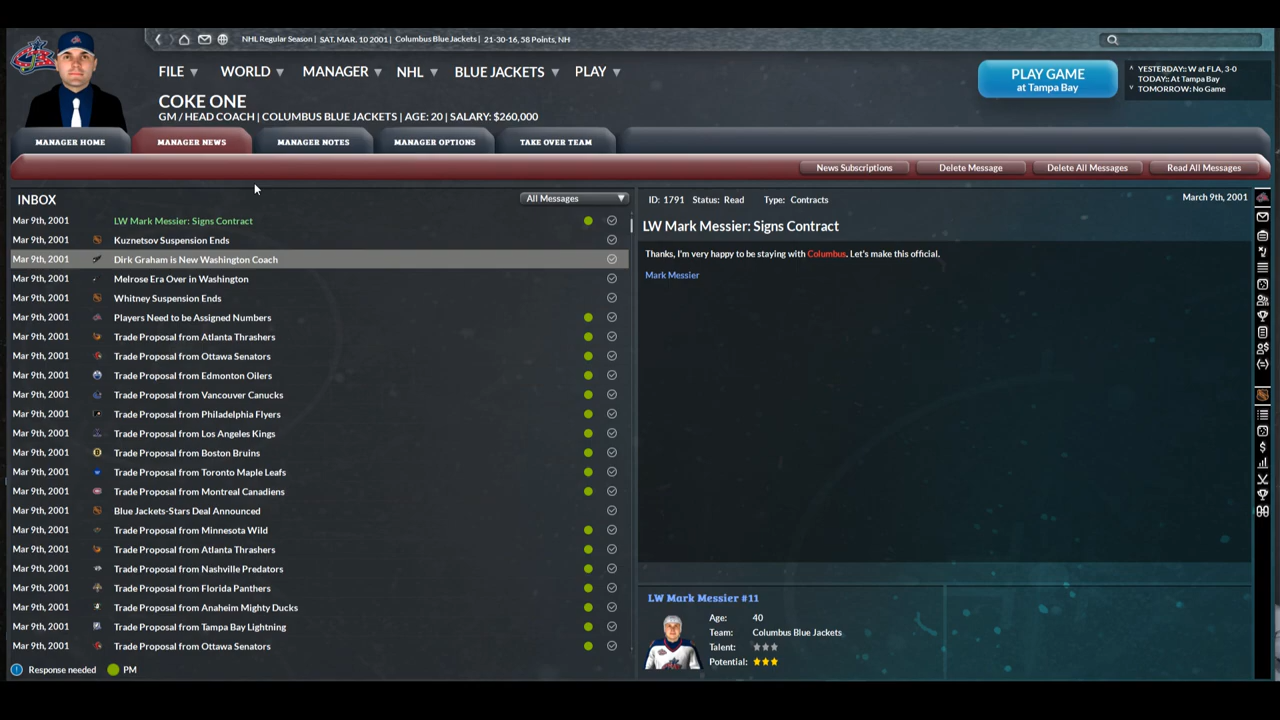 NHL Regular Season | SAT. MAR. 10 2001 | Columbus Blue Jackets | 21-30-16, 58 Points, NH
FILE WORLD MANAGER NHL BLUE JACKETS PLAY
PLAY GAME
at Tampa Bay
YESTERDAY:: W at FLA, 3-0
TODAY:: At Tampa Bay
TOMORROW: No Game
COKE ONE
GM / HEAD COACH | COLUMBUS BLUE JACKETS | AGE: 20 | SALARY: $260,000
MANAGER HOME MANAGER NEWS MANAGER NOTES MANAGER OPTIONS TAKE OVER TEAM
News Subscriptions Delete Message Delete All Messages Read All Messages
INBOX All Messages
Mar 9th, 2001 LW Mark Messier: Signs Contract
Mar 9th, 2001 Kuznetsov Suspension Ends
Mar 9th, 2001 Dirk Graham is New Washington Coach
Mar 9th, 2001 Melrose Era Over in Washington
Mar 9th, 2001 Whitney Suspension Ends
Mar 9th, 2001 Players Need to be Assigned Numbers
Mar 9th, 2001 Trade Proposal from Atlanta Thrashers
Mar 9th, 2001 Trade Proposal from Ottawa Senators
Mar 9th, 2001 Trade Proposal from Edmonton Oilers
Mar 9th, 2001 Trade Proposal from Vancouver Canucks
Mar 9th, 2001 Trade Proposal from Philadelphia Flyers
Mar 9th, 2001 Trade Proposal from Los Angeles Kings
Mar 9th, 2001 Trade Proposal from Boston Bruins
Mar 9th, 2001 Trade Proposal from Toronto Maple Leafs
Mar 9th, 2001 Trade Proposal from Montreal Canadiens
Mar 9th, 2001 Blue Jackets-Stars Deal Announced
Mar 9th, 2001 Trade Proposal from Minnesota Wild
Mar 9th, 2001 Trade Proposal from Atlanta Thrashers
Mar 9th, 2001 Trade Proposal from Nashville Predators
Mar 9th, 2001 Trade Proposal from Florida Panthers
Mar 9th, 2001 Trade Proposal from Anaheim Mighty Ducks
Mar 9th, 2001 Trade Proposal from Tampa Bay Lightning
Mar 9th, 2001 Trade Proposal from Ottawa Senators
Response needed PM
ID: 1791 Status: Read Type: Contracts March 9th, 2001
LW Mark Messier: Signs Contract
Thanks, I'm very happy to be staying with Columbus. Let's make this official.
Mark Messier
LW Mark Messier #11
Age: 40
Team: Columbus Blue Jackets
Talent:
Potential: